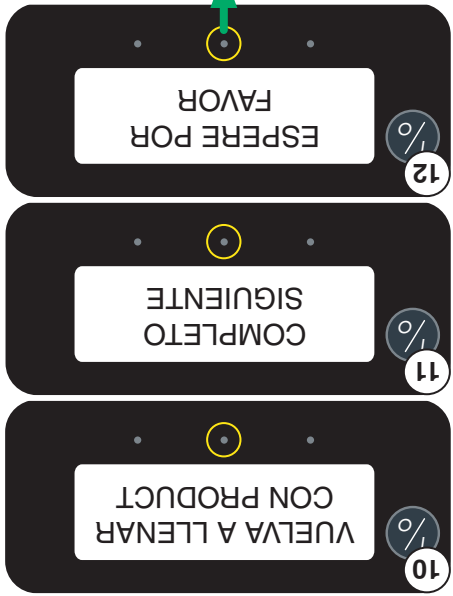 10
VUELVA A LLENAR
CON PRODUCT
11
COMPLETO
SIGUIENTE
12
ESPERE POR
FAVOR